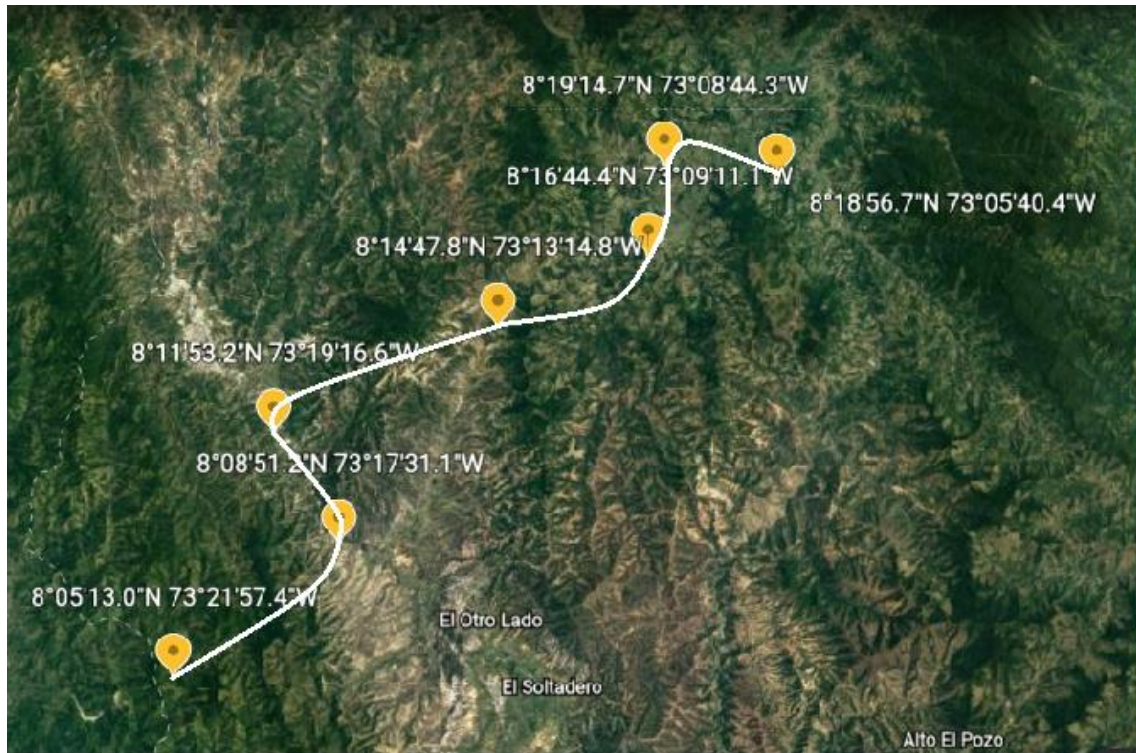 8°19'14.7"N 73°08'44.3"W
8°16'44.4"N 73°09'11.1"W
8°18'56.7"N 73°05'40.4"W
8°14'47.8"N 73°13'14.8"W
8°11'53.2"N 73°19'16.6"W
8°08'51.2"N 73°17'31.1"W
8°05'13.0"N 73°21'57.4"W
El Otro Lado
El Soltadero
Alto El Pozo